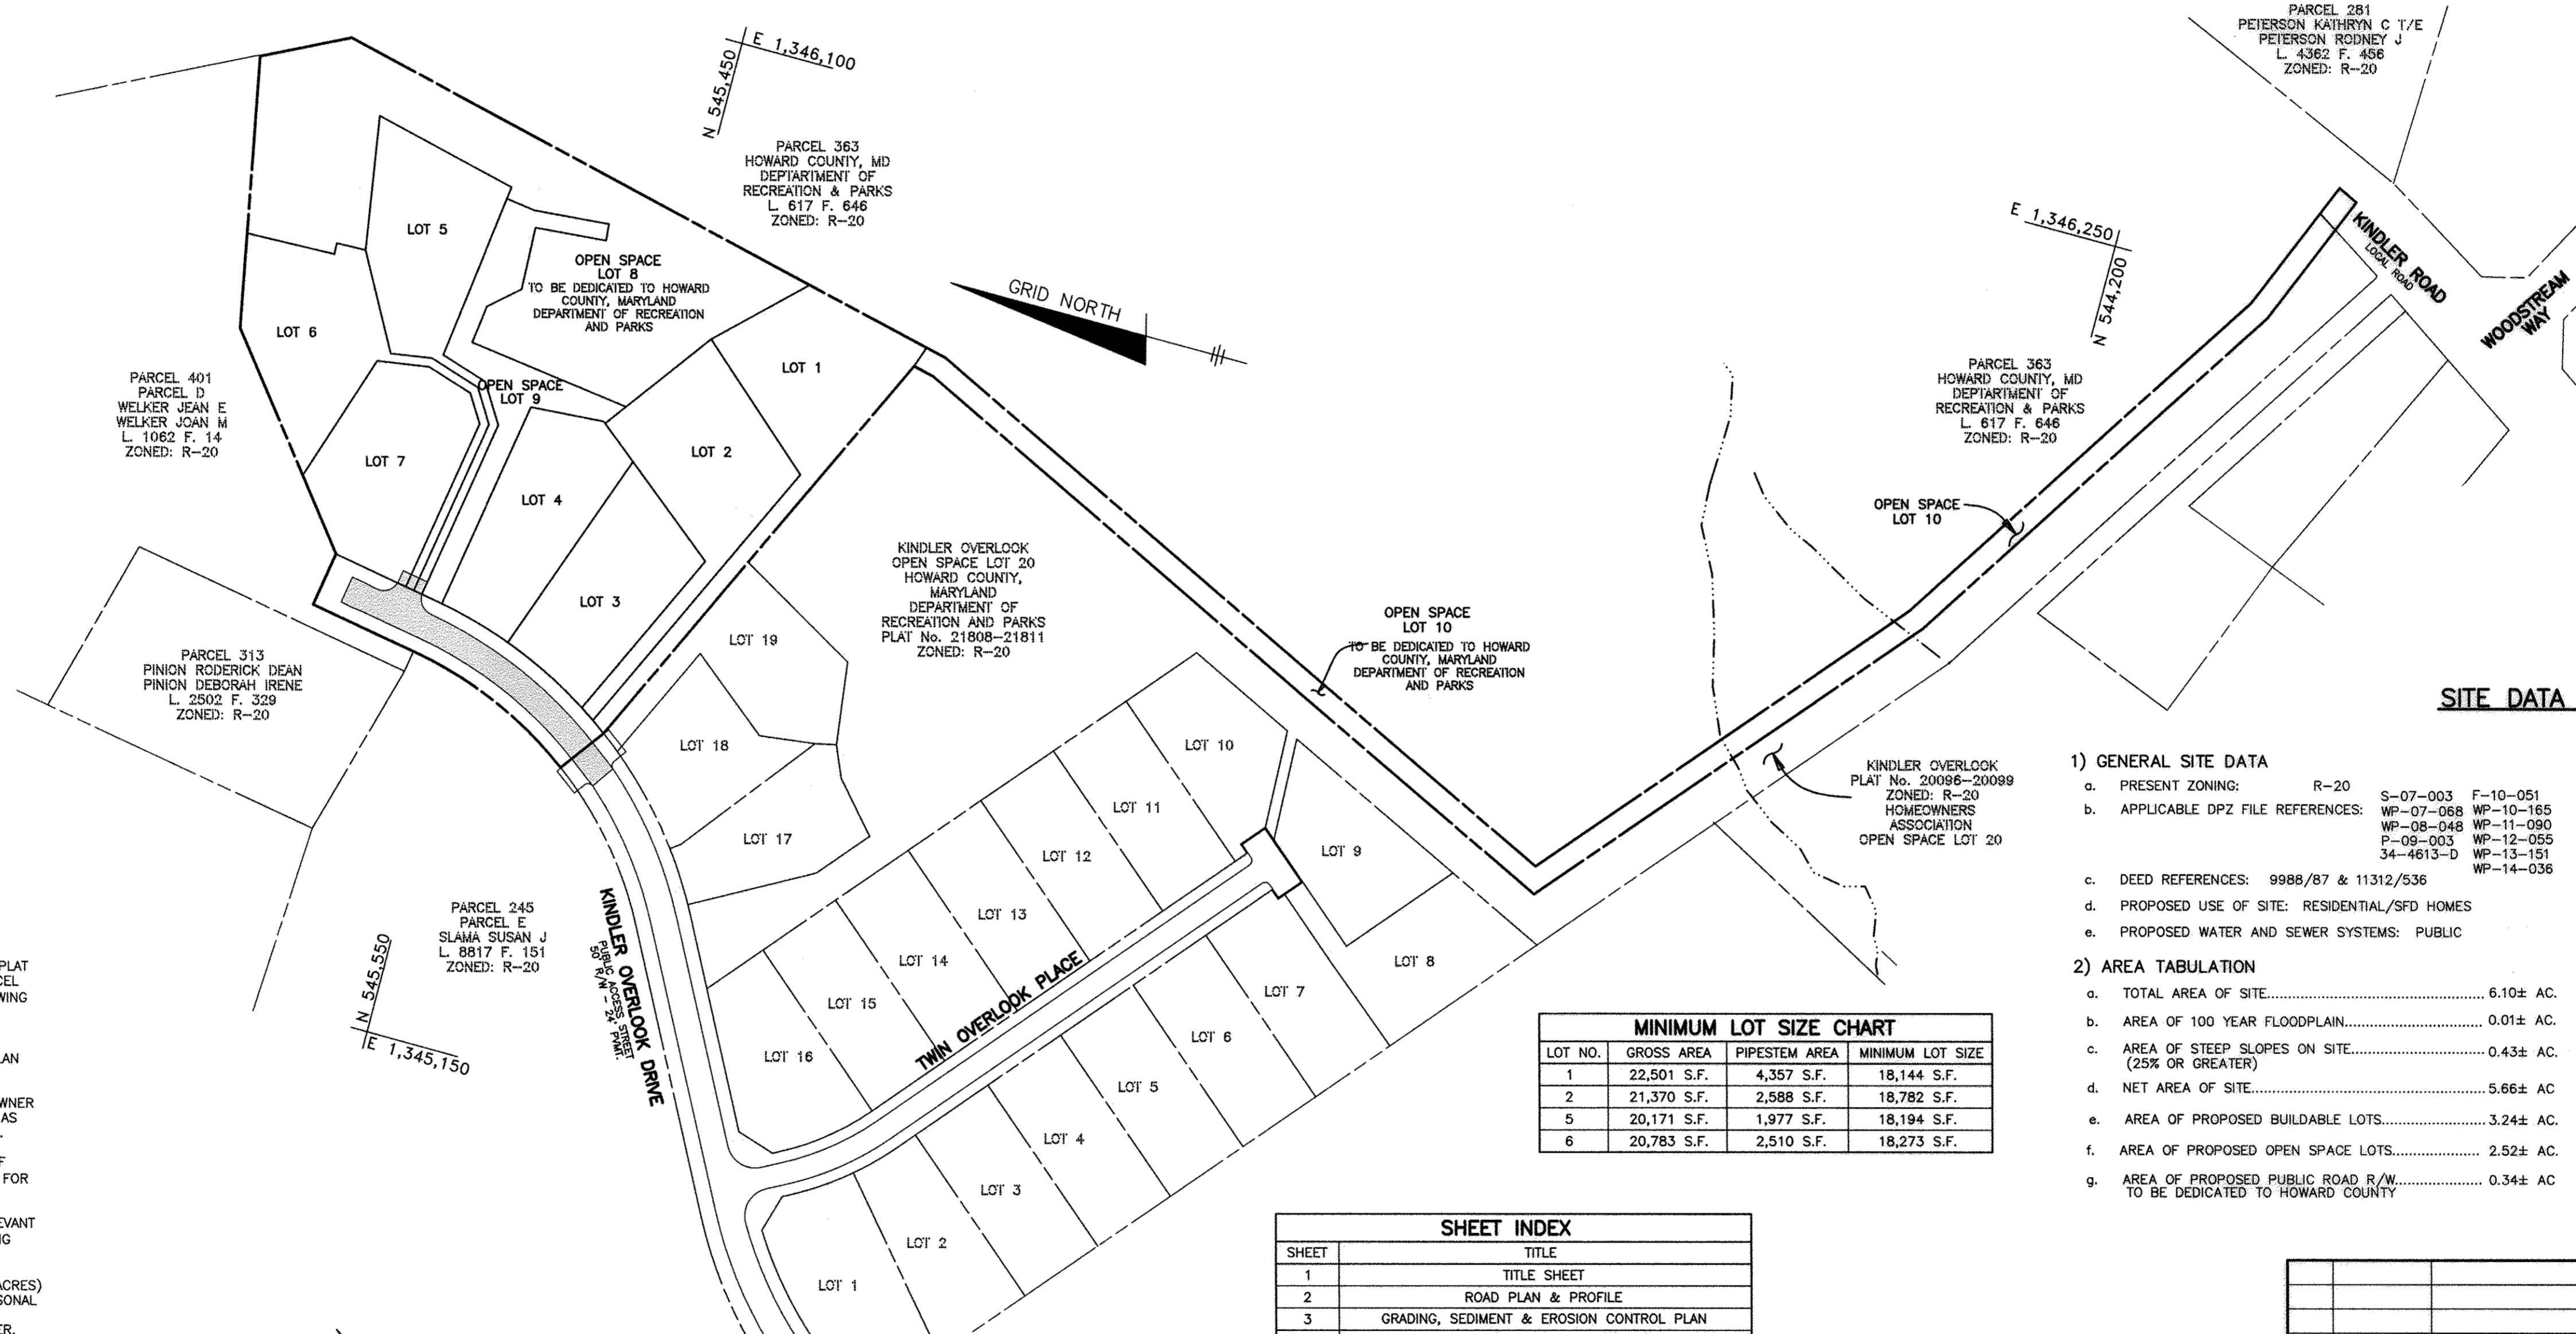 PARCEL 281
PETERSON KATHRYN C T/E
PETERSON RODNEY J
L. 4362 F. 456
ZONED: R-20
E 1,346,100
N 545,450
PARCEL 363
HOWARD COUNTY, MD
DEPTARTMENT OF
RECREATION & PARKS
L. 617 F. 646
ZONED: R-20
E 1,346,250
N 544,200
KINDLER ROAD
LOCAL ROAD
WOODSTREAM
WAY
LOT 5
OPEN SPACE
LOT 8
TO BE DEDICATED TO HOWARD
COUNTY, MARYLAND
DEPARTMENT OF RECREATION
AND PARKS
GRID NORTH
LOT 6
LOT 1
PARCEL 401
PARCEL D
WELKER JEAN E
WELKER JOAN M
L. 1062 F. 14
ZONED: R-20
OPEN SPACE
LOT 9
LOT 7
LOT 2
LOT 4
LOT 3
PARCEL 363
HOWARD COUNTY, MD
DEPTARTMENT OF
RECREATION & PARKS
L. 617 F. 646
ZONED: R-20
OPEN SPACE
LOT 10
KINDLER OVERLOOK
OPEN SPACE LOT 20
HOWARD COUNTY,
MARYLAND
DEPARTMENT OF
RECREATION AND PARKS
PLAT No. 21808-21811
ZONED: R-20
OPEN SPACE
LOT 10
TO BE DEDICATED TO HOWARD
COUNTY, MARYLAND
DEPARTMENT OF RECREATION
AND PARKS
PARCEL 313
PINION RODERICK DEAN
PINION DEBORAH IRENE
L. 2502 F. 329
ZONED: R-20
LOT 19
LOT 18
LOT 17
LOT 10
LOT 11
LOT 12
LOT 13
LOT 14
LOT 15
LOT 16
LOT 9
LOT 8
LOT 7
LOT 6
LOT 5
LOT 4
LOT 3
LOT 2
LOT 1
KINDLER OVERLOOK
PLAT No. 20096-20099
ZONED: R-20
HOMEOWNERS
ASSOCIATION
OPEN SPACE LOT 20
PARCEL 245
PARCEL E
SLAMA SUSAN J
L. 8817 F. 151
ZONED: R-20
N 545,550
E 1,345,150
KINDLER OVERLOOK DRIVE
PUBLIC ACCESS STREET
50' R/W - 24' PVMT.
TWIN OVERLOOK PLACE
SITE DATA
1) GENERAL SITE DATA
a. PRESENT ZONING: R-20
b. APPLICABLE DPZ FILE REFERENCES: S-07-003 F-10-051
WP-07-068 WP-10-165
WP-08-048 WP-11-090
P-09-003 WP-12-055
34-4613-D WP-13-151
WP-14-036
c. DEED REFERENCES: 9988/87 & 11312/536
d. PROPOSED USE OF SITE: RESIDENTIAL/SFD HOMES
e. PROPOSED WATER AND SEWER SYSTEMS: PUBLIC
2) AREA TABULATION
a. TOTAL AREA OF SITE 6.10± AC.
b. AREA OF 100 YEAR FLOODPLAIN 0.01± AC.
c. AREA OF STEEP SLOPES ON SITE 0.43± AC.
(25% OR GREATER)
d. NET AREA OF SITE 5.66± AC
e. AREA OF PROPOSED BUILDABLE LOTS 3.24± AC.
f. AREA OF PROPOSED OPEN SPACE LOTS 2.52± AC.
g. AREA OF PROPOSED PUBLIC ROAD R/W 0.34± AC
TO BE DEDICATED TO HOWARD COUNTY
MINIMUM LOT SIZE CHART
LOT NO. GROSS AREA PIPESTEM AREA MINIMUM LOT SIZE
1 22,501 S.F. 4,357 S.F. 18,144 S.F.
2 21,370 S.F. 2,588 S.F. 18,782 S.F.
5 20,171 S.F. 1,977 S.F. 18,194 S.F.
6 20,783 S.F. 2,510 S.F. 18,273 S.F.
SHEET INDEX
SHEET TITLE
1 TITLE SHEET
2 ROAD PLAN & PROFILE
3 GRADING, SEDIMENT & EROSION CONTROL PLAN
PLAT
OWNER
AS
FOR
ACRES)